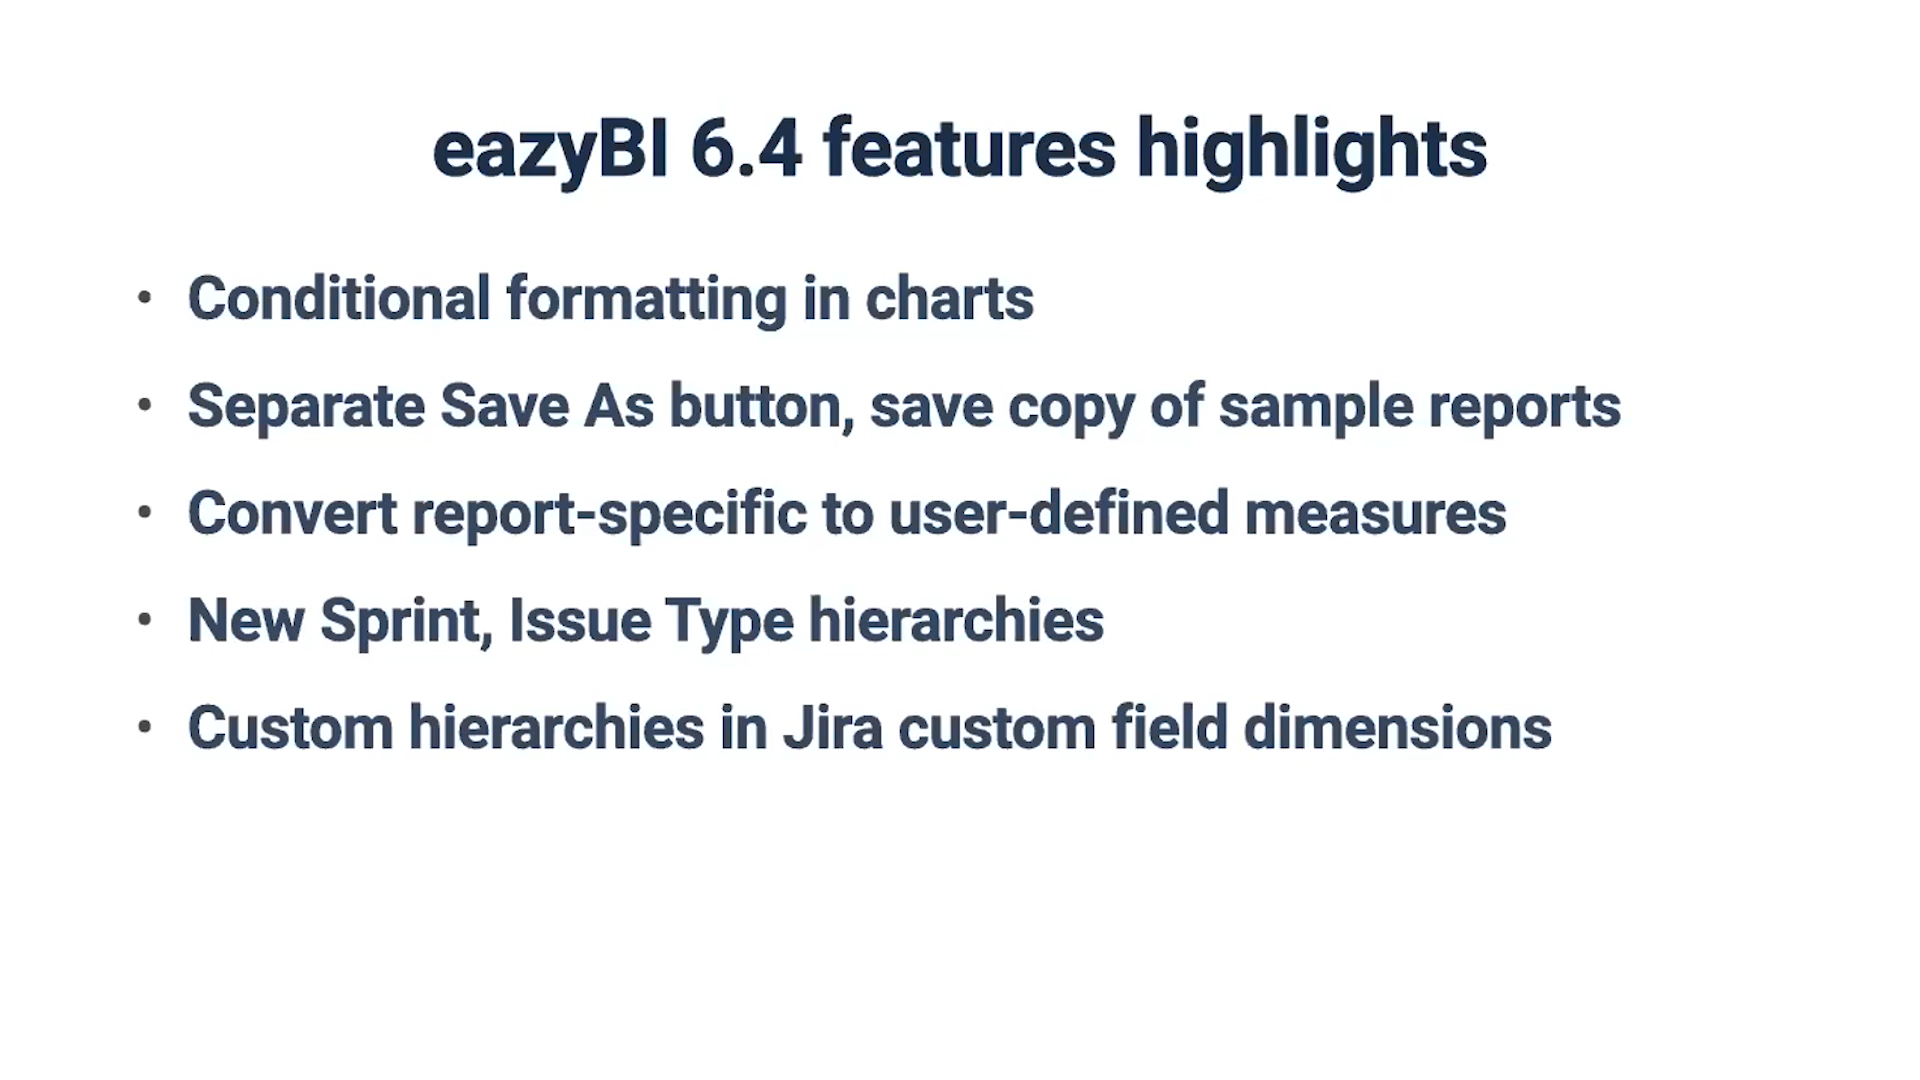 eazyBI 6.4 features highlights
• Conditional formatting in charts
• Separate Save As button, save copy of sample reports
• Convert report-specific to user-defined measures
• New Sprint, Issue Type hierarchies
• Custom hierarchies in Jira custom field dimensions